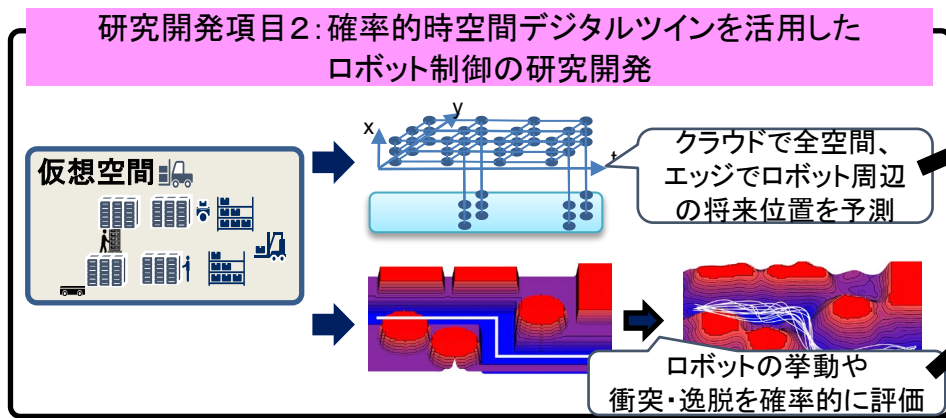 研究開発項目2:確率的時空間デジタルツインを活用した
ロボット制御の研究開発
仮想空間
x
y
t
クラウドで全空間、
エッジでロボット周辺
の将来位置を予測
ロボットの挙動や
衝突・逸脱を確率的に評価